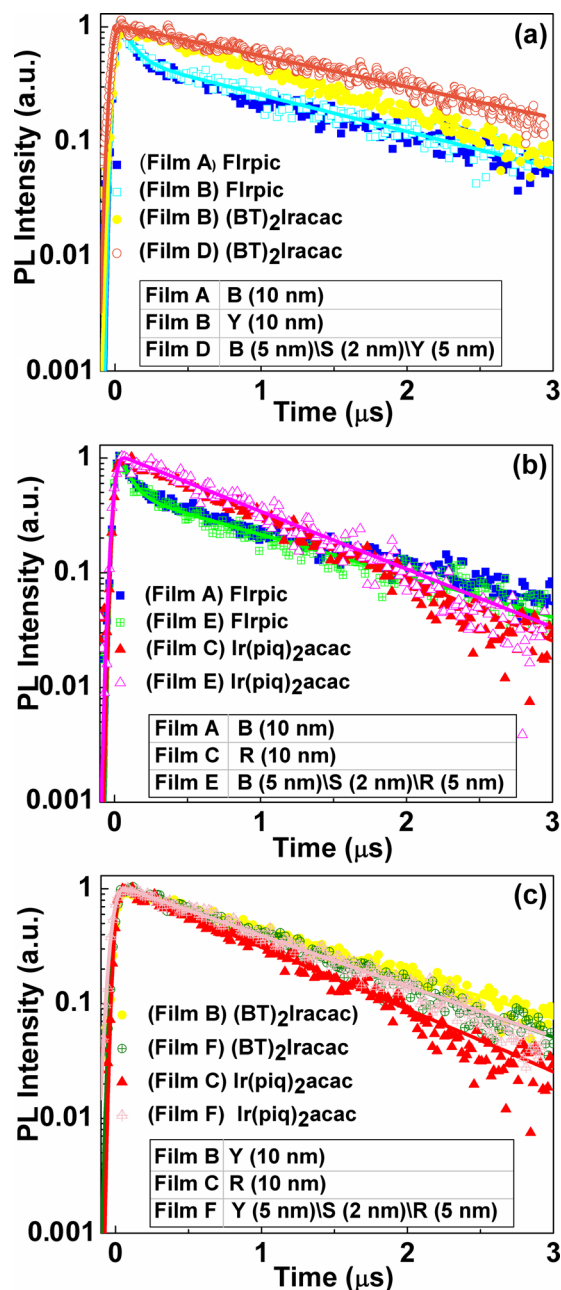 (a)
1
0.1
0.01
0.001
PL Intensity (a.u.)
(Film A) FIrpic
(Film B) FIrpic
(Film B) (BT)2Iracac
(Film D) (BT)2Iracac
Film A B (10 nm)
Film B Y (10 nm)
Film D B (5 nm)\S (2 nm)\Y (5 nm)
0 1 2 3
Time (μs)
(b)
1
0.1
0.01
0.001
PL Intensity (a.u.)
(Film A) FIrpic
(Film E) FIrpic
(Film C) Ir(piq)2acac
(Film E) Ir(piq)2acac
Film A B (10 nm)
Film C R (10 nm)
Film E B (5 nm)\S (2 nm)\R (5 nm)
0 1 2 3
Time (μs)
(c)
1
0.1
0.01
0.001
PL Intensity (a.u.)
(Film B) (BT)2Iracac)
(Film F) (BT)2Iracac
(Film C) Ir(piq)2acac
(Film F) Ir(piq)2acac
Film B Y (10 nm)
Film C R (10 nm)
Film F Y (5 nm)\S (2 nm)\R (5 nm)
0 1 2 3
Time (μs)